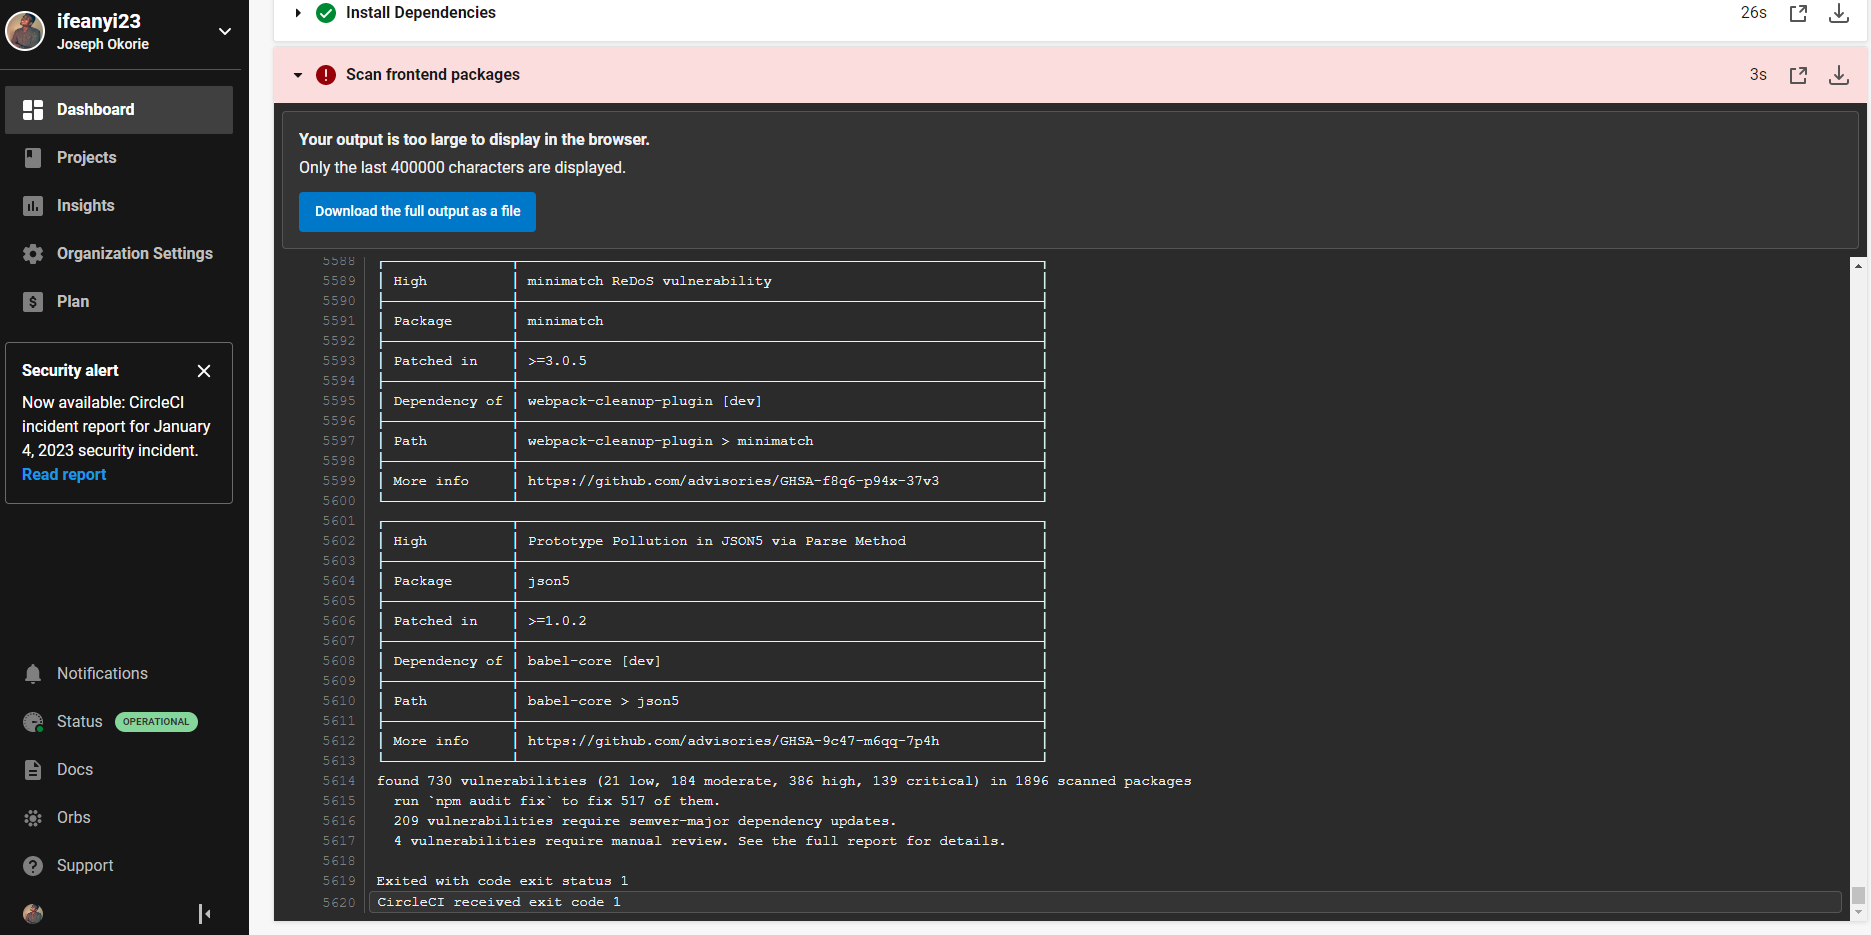 ifeanyi23
Joseph Okorie
Dashboard
Projects
Insights
Organization Settings
Plan
Security alert
Now available: CircleCI
incident report for January
4, 2023 security incident.
Read report
Notifications
Status OPERATIONAL
Docs
Orbs
Support
Install Dependencies 26s
Scan frontend packages 3s
Your output is too large to display in the browser.
Only the last 400000 characters are displayed.
Download the full output as a file
5588
5589 High minimatch ReDoS vulnerability
5590
5591 Package minimatch
5592
5593 Patched in >=3.0.5
5594
5595 Dependency of webpack-cleanup-plugin [dev]
5596
5597 Path webpack-cleanup-plugin > minimatch
5598
5599 More info https://github.com/advisories/GHSA-f8q6-p94x-37v3
5600
5601
5602 High Prototype Pollution in JSON5 via Parse Method
5603
5604 Package json5
5605
5606 Patched in >=1.0.2
5607
5608 Dependency of babel-core [dev]
5609
5610 Path babel-core > json5
5611
5612 More info https://github.com/advisories/GHSA-9c47-m6qq-7p4h
5613
5614 found 730 vulnerabilities (21 low, 184 moderate, 386 high, 139 critical) in 1896 scanned packages
5615 run `npm audit fix` to fix 517 of them.
5616 209 vulnerabilities require semver-major dependency updates.
5617 4 vulnerabilities require manual review. See the full report for details.
5618
5619 Exited with code exit status 1
5620 CircleCI received exit code 1